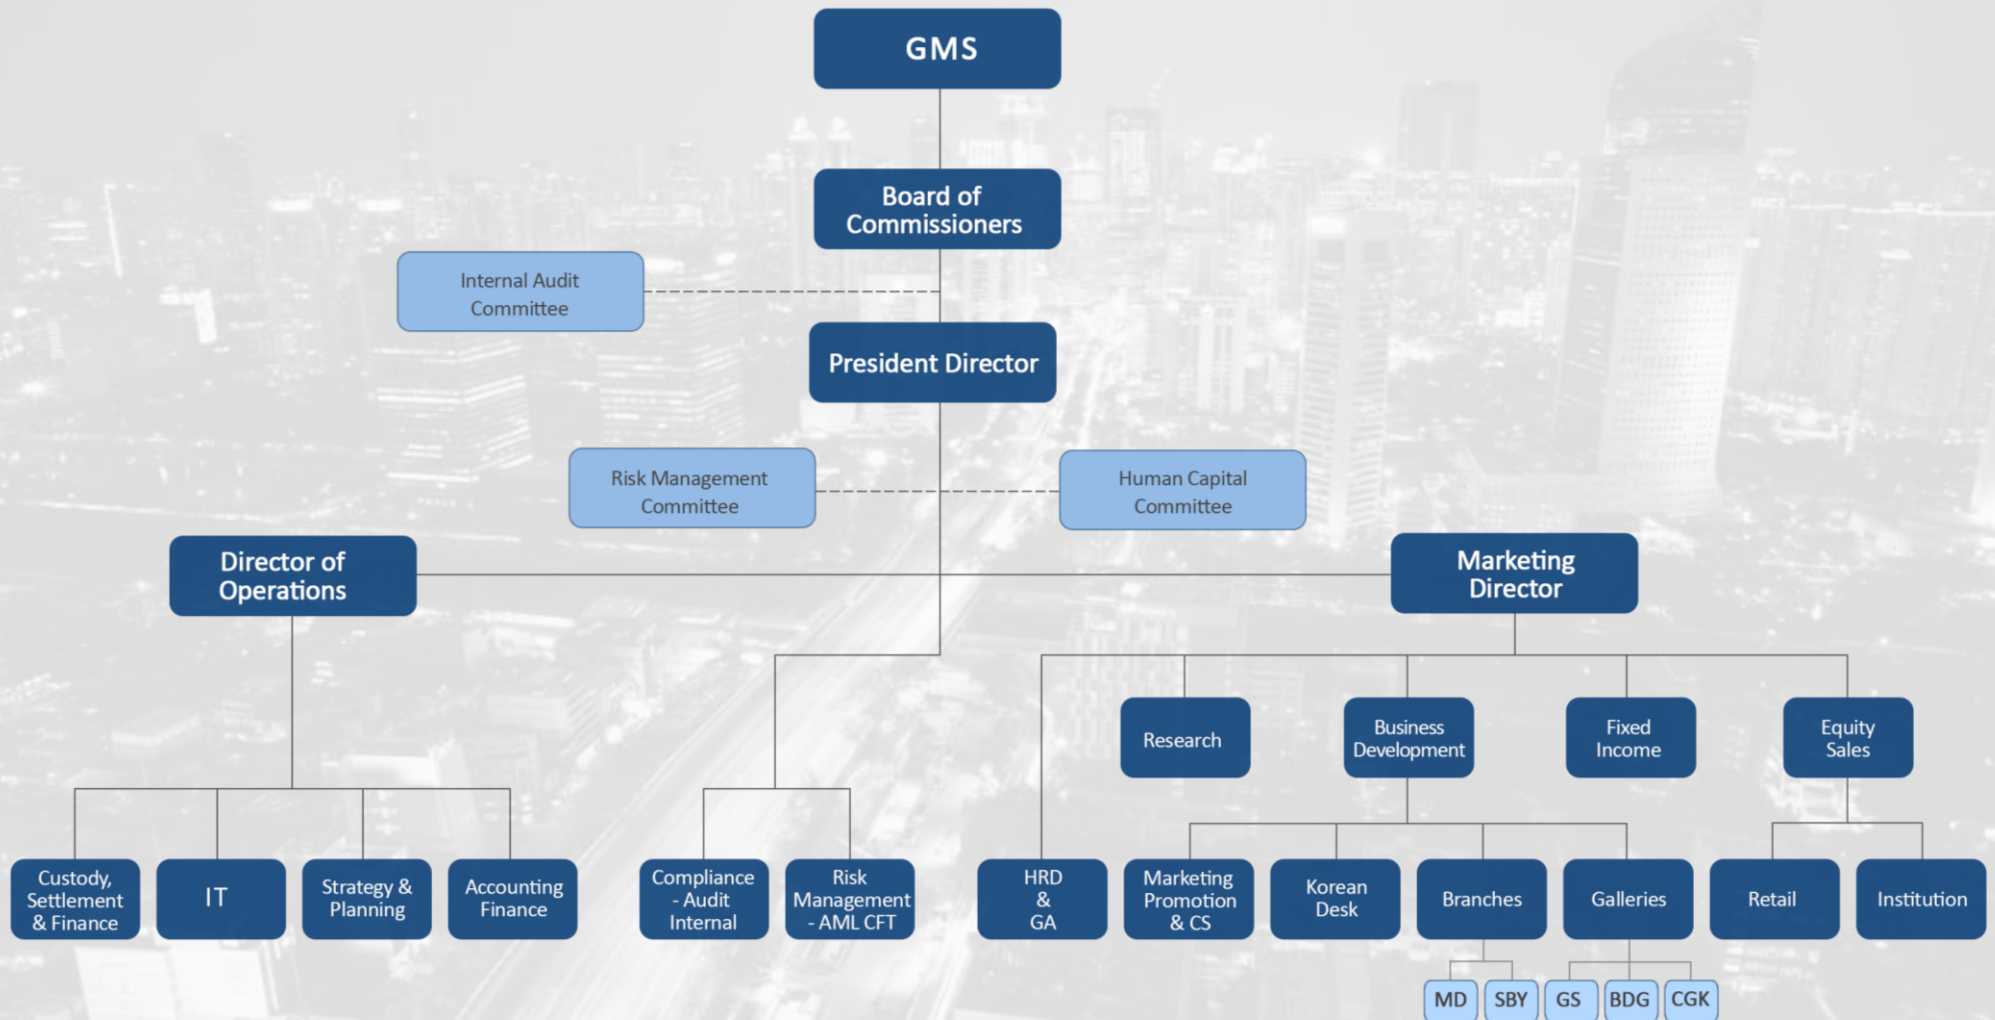 GMS
Board of
Commissioners
Internal Audit
Committee
President Director
Risk Management
Committee
Human Capital
Committee
Director of
Operations
Marketing
Director
Research
Business
Development
Fixed
Income
Equity
Sales
Custody,
Settlement
& Finance
IT
Strategy &
Planning
Accounting
Finance
Compliance
- Audit
Internal
Risk
Management
- AML CFT
HRD
&
GA
Marketing
Promotion
& CS
Korean
Desk
Branches
Galleries
Retail
Institution
MD
SBY
GS
BDG
CGK